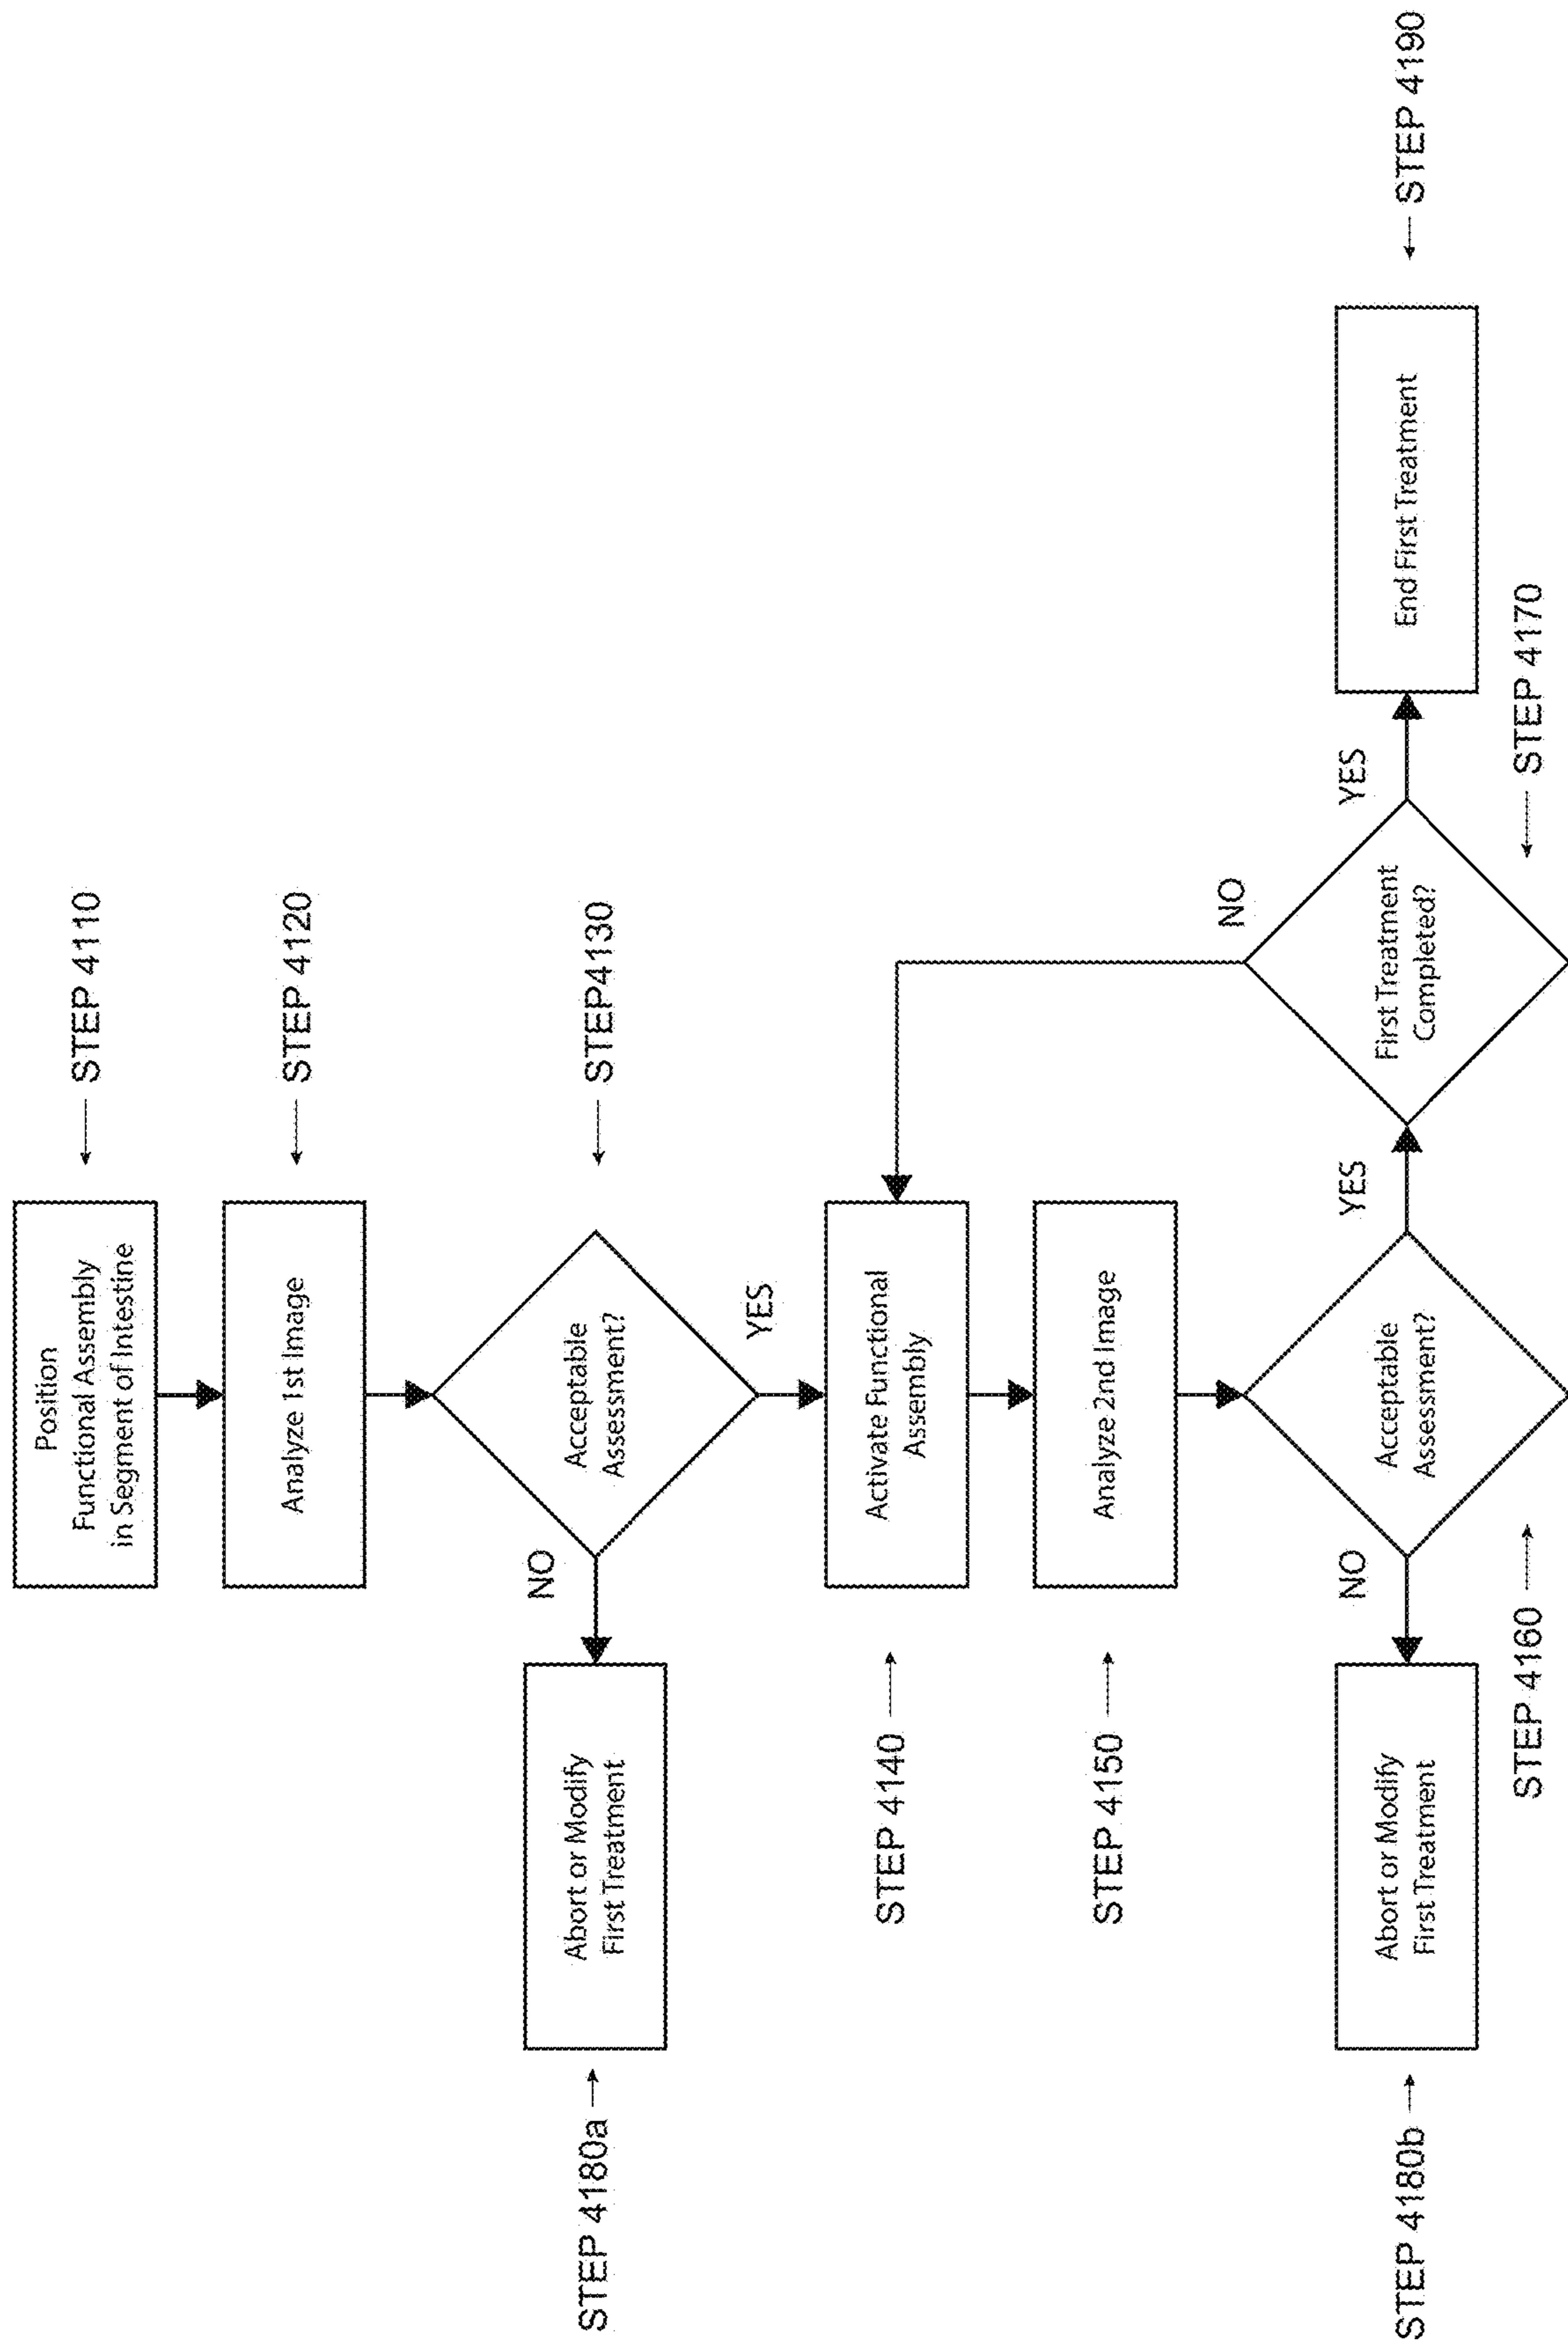 Position
Functional Assembly
in Segment of Intestine
← STEP 4110
Analyze 1st Image
← STEP 4120
Acceptable
Assessment?
← STEP4130
NO
YES
STEP 4180a →
Abort or Modify
First Treatment
STEP 4140 →
Activate Functional
Assembly
STEP 4150 →
Analyze 2nd Image
NO
STEP 4180b →
Abort or Modify
First Treatment
NO
Acceptable
Assessment?
YES
First Treatment
Completed?
YES
End First Treatment
← STEP 4190
STEP 4160 →
← STEP 4170